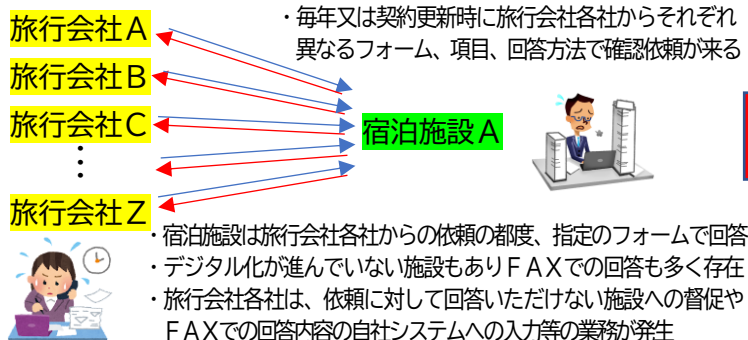 旅行会社A
・毎年又は契約更新時に旅行会社各社からそれぞれ
異なるフォーム、項目、回答方法で確認依頼が来る
旅行会社B
旅行会社C
宿泊施設A
⋮
旅行会社Z
・宿泊施設は旅行会社各社からの依頼の都度、指定のフォームで回答
・デジタル化が進んでいない施設もありFAXでの回答も多く存在
・旅行会社各社は、依頼に対して回答いただけない施設への督促や
FAXでの回答内容の自社システムへの入力等の業務が発生